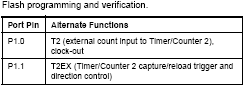 Flash programming and verification.
Port Pin Alternate Functions
P1.0 T2 (external count input to Timer/Counter 2),
clock-out
P1.1 T2EX (Timer/Counter 2 capture/reload trigger and
direction control)